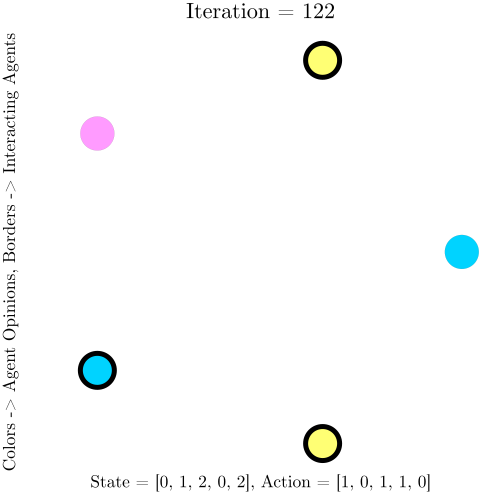 Iteration = 122
Colors -> Agent Opinions, Borders -> Interacting Agents
State = [0, 1, 2, 0, 2], Action = [1, 0, 1, 1, 0]